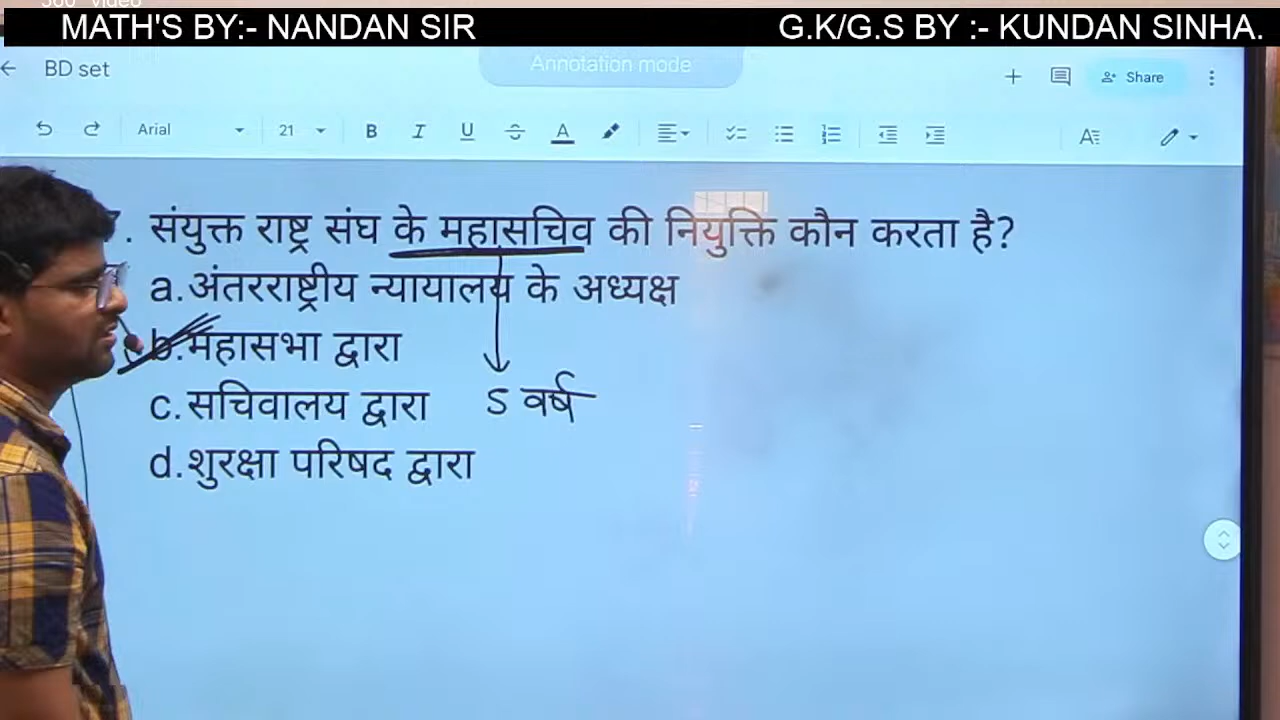 MATH'S BY:- NANDAN SIR
G.K/G.S BY :- KUNDAN SINHA.
BD set
Annotation mode
Share
Arial
21
B I U A
7. संयुक्त राष्ट्र संघ के महासचिव की नियुक्ति कौन करता है?
a.अंतरराष्ट्रीय न्यायालय के अध्यक्ष
b.महासभा द्वारा
c.सचिवालय द्वारा
5 वर्ष
d.शुरक्षा परिषद द्वारा